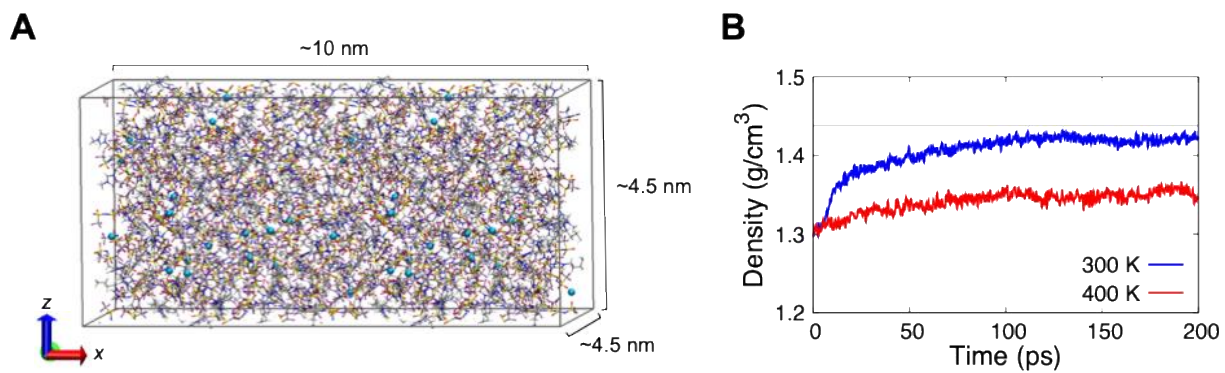 A
~10 nm
~4.5 nm
~4.5 nm
z
x
B
Density (g/cm³)
1.5
1.4
1.3
1.2
300 K
400 K
0
50
100
150
200
Time (ps)